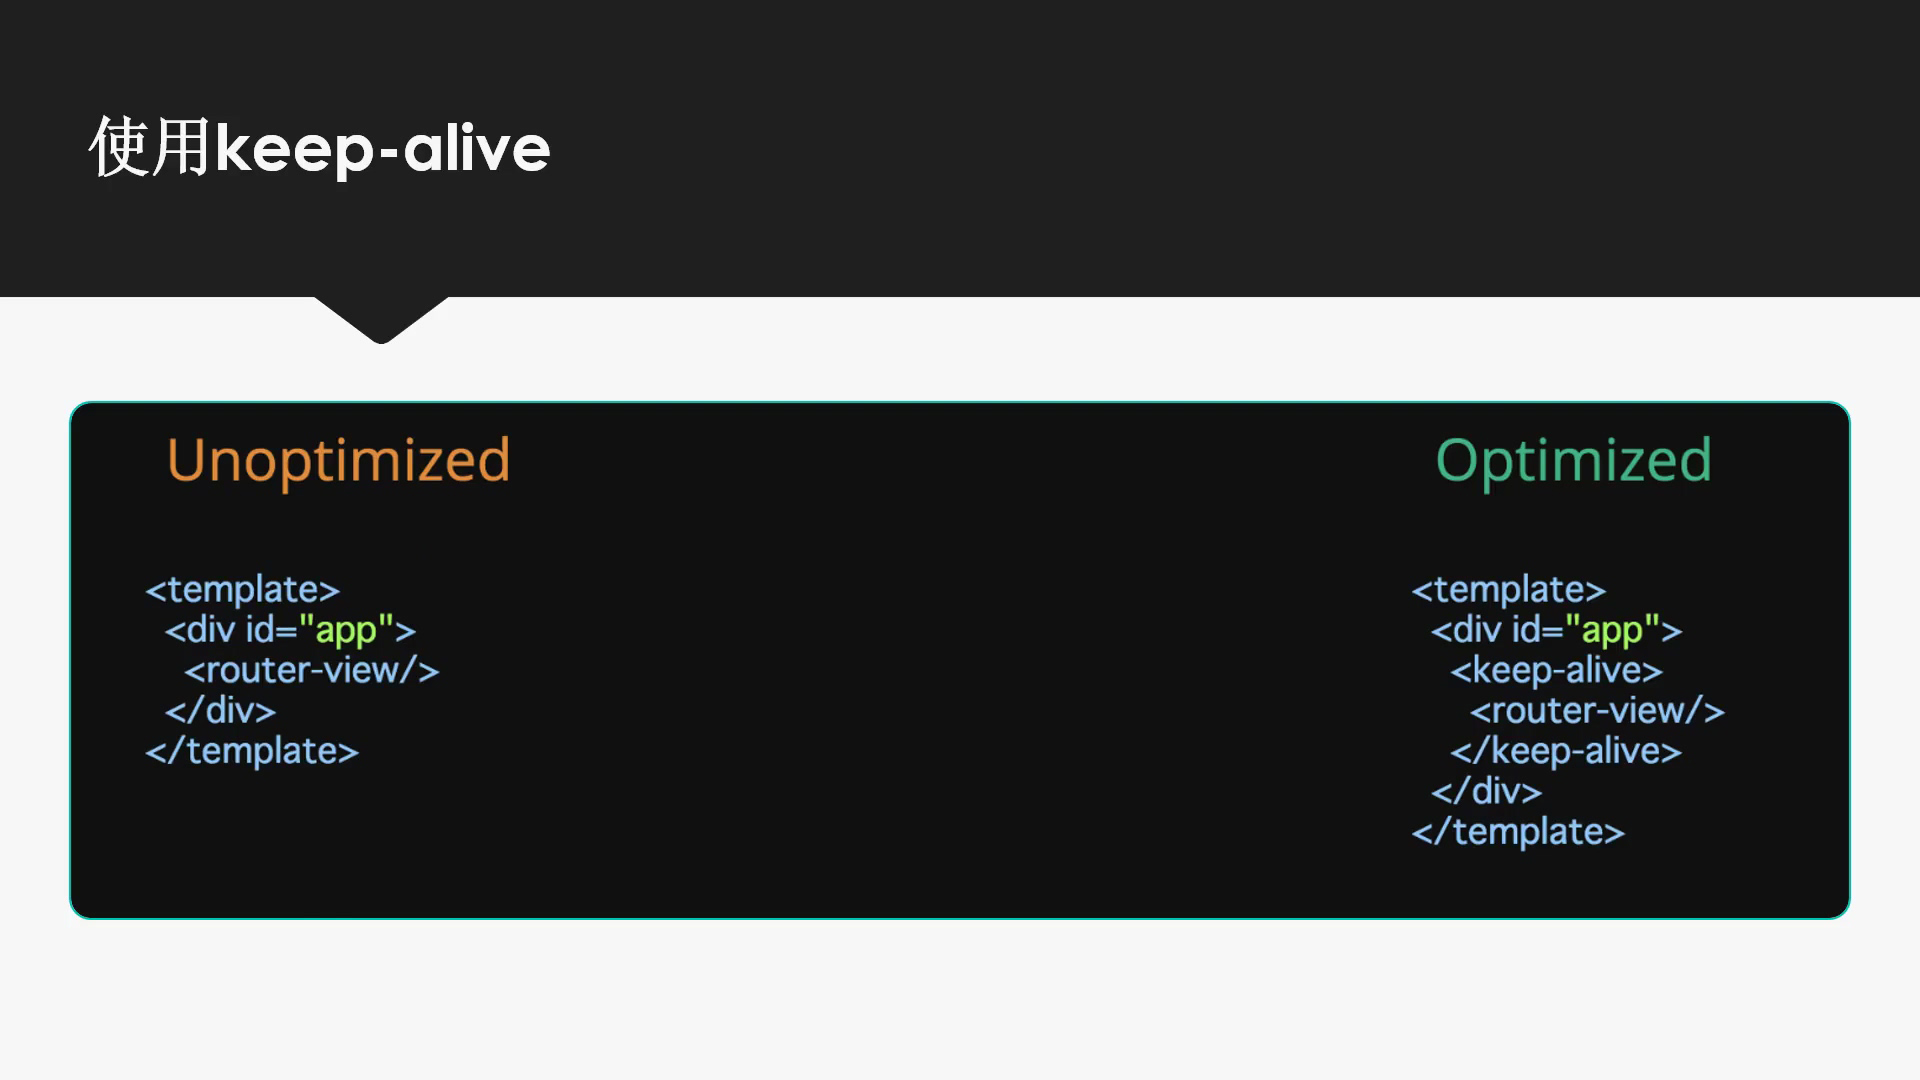 使用keep-alive
Unoptimized
<template>
<div id="app">
<router-view/>
</div>
</template>
Optimized
<template>
<div id="app">
<keep-alive>
<router-view/>
</keep-alive>
</div>
</template>